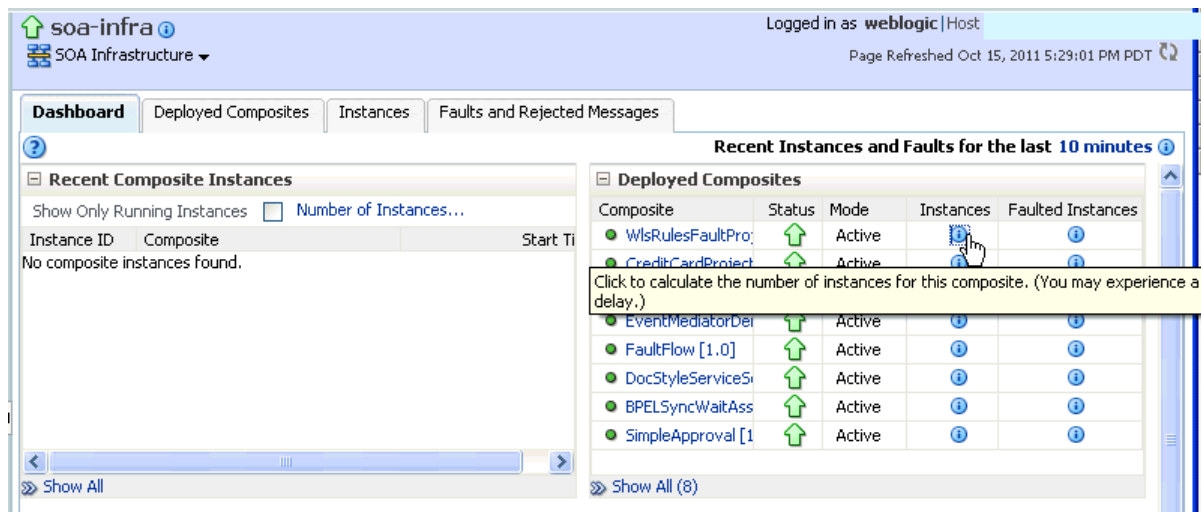 soa-infra
Logged in as weblogic|Host
SOA Infrastructure
Page Refreshed Oct 15, 2011 5:29:01 PM PDT
Dashboard Deployed Composites Instances Faults and Rejected Messages
Recent Instances and Faults for the last 10 minutes
Recent Composite Instances
Show Only Running Instances Number of Instances...
Instance ID Composite Start Ti
No composite instances found.
Show All
Deployed Composites
Composite Status Mode Instances Faulted Instances
WlsRulesFaultProj Active
CreditCardProject Active
Click to calculate the number of instances for this composite. (You may experience a
delay.)
EventMediatorDei Active
FaultFlow [1.0] Active
DocStyleServiceS Active
BPELSyncWaitAss Active
SimpleApproval [1 Active
Show All (8)